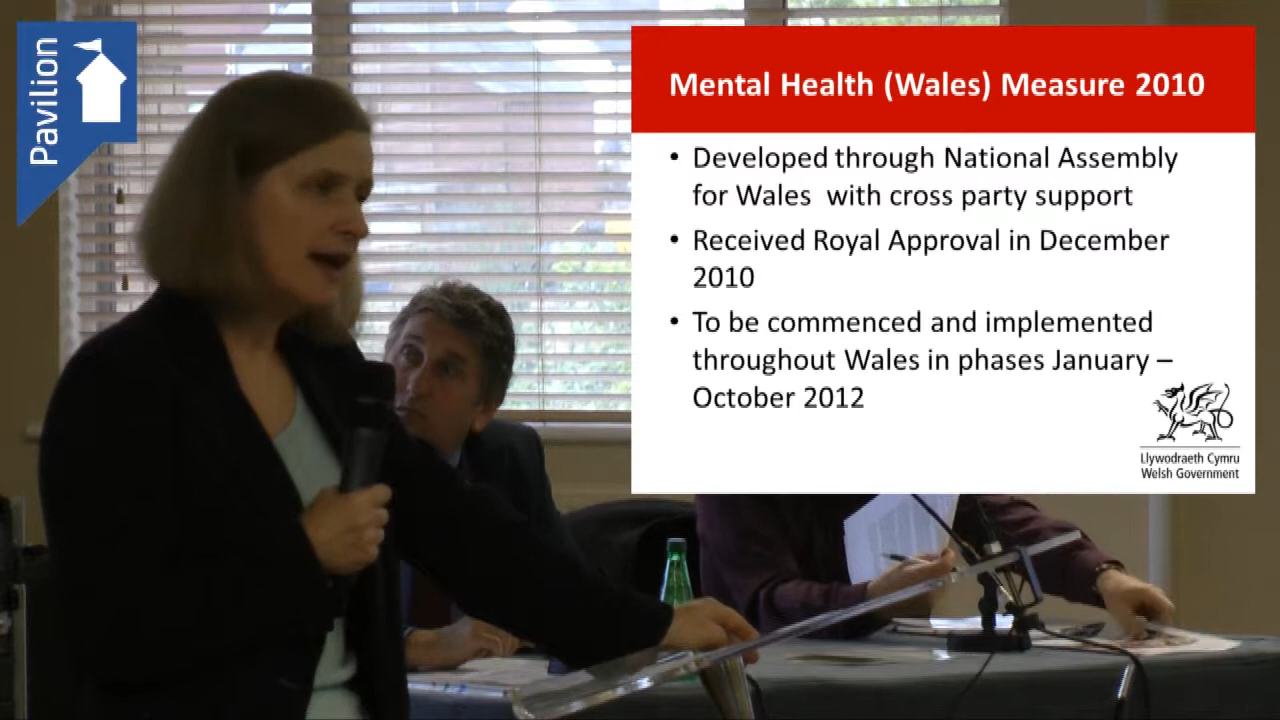 Pavilion
Mental Health (Wales) Measure 2010
• Developed through National Assembly
for Wales  with cross party support
• Received Royal Approval in December
2010
• To be commenced and implemented
throughout Wales in phases January –
October 2012
Llywodraeth Cymru
Welsh Government